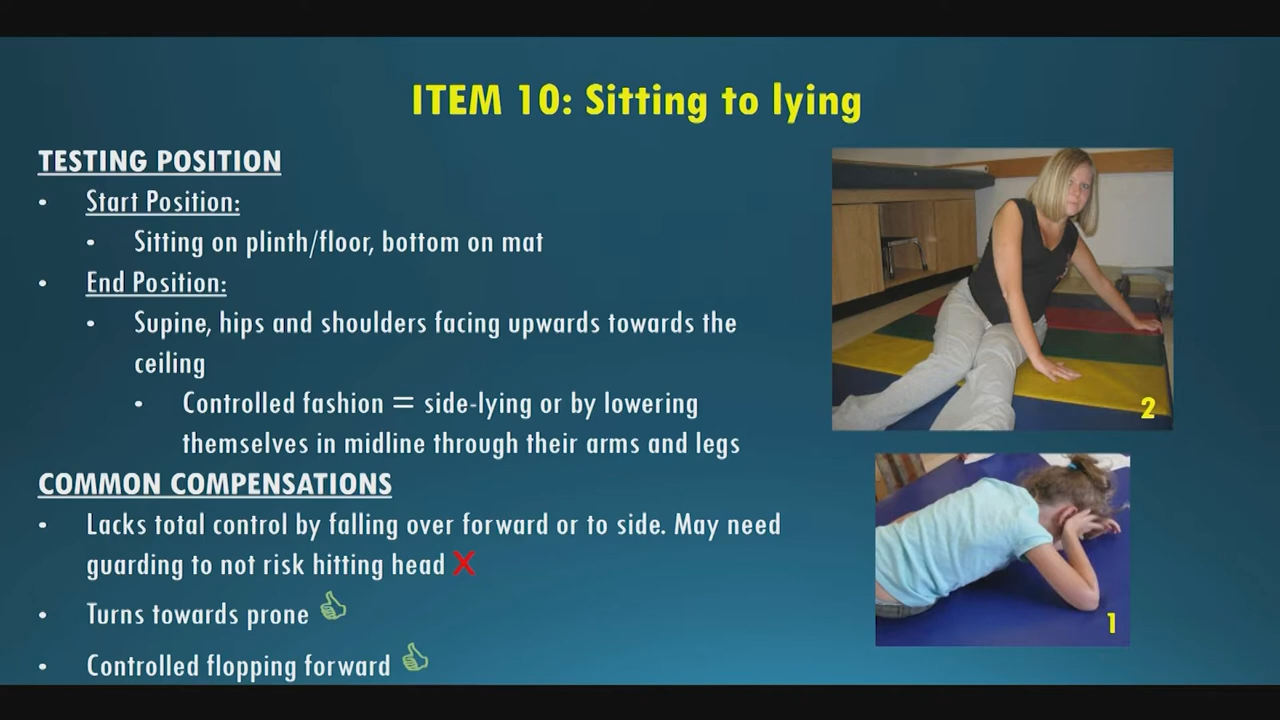 ITEM 10: Sitting to lying
TESTING POSITION
• Start Position:
• Sitting on plinth/floor, bottom on mat
• End Position:
• Supine, hips and shoulders facing upwards towards the
ceiling
• Controlled fashion = side-lying or by lowering
themselves in midline through their arms and legs
COMMON COMPENSATIONS
• Lacks total control by falling over forward or to side. May need
guarding to not risk hitting head X
• Turns towards prone
• Controlled flopping forward
2
1